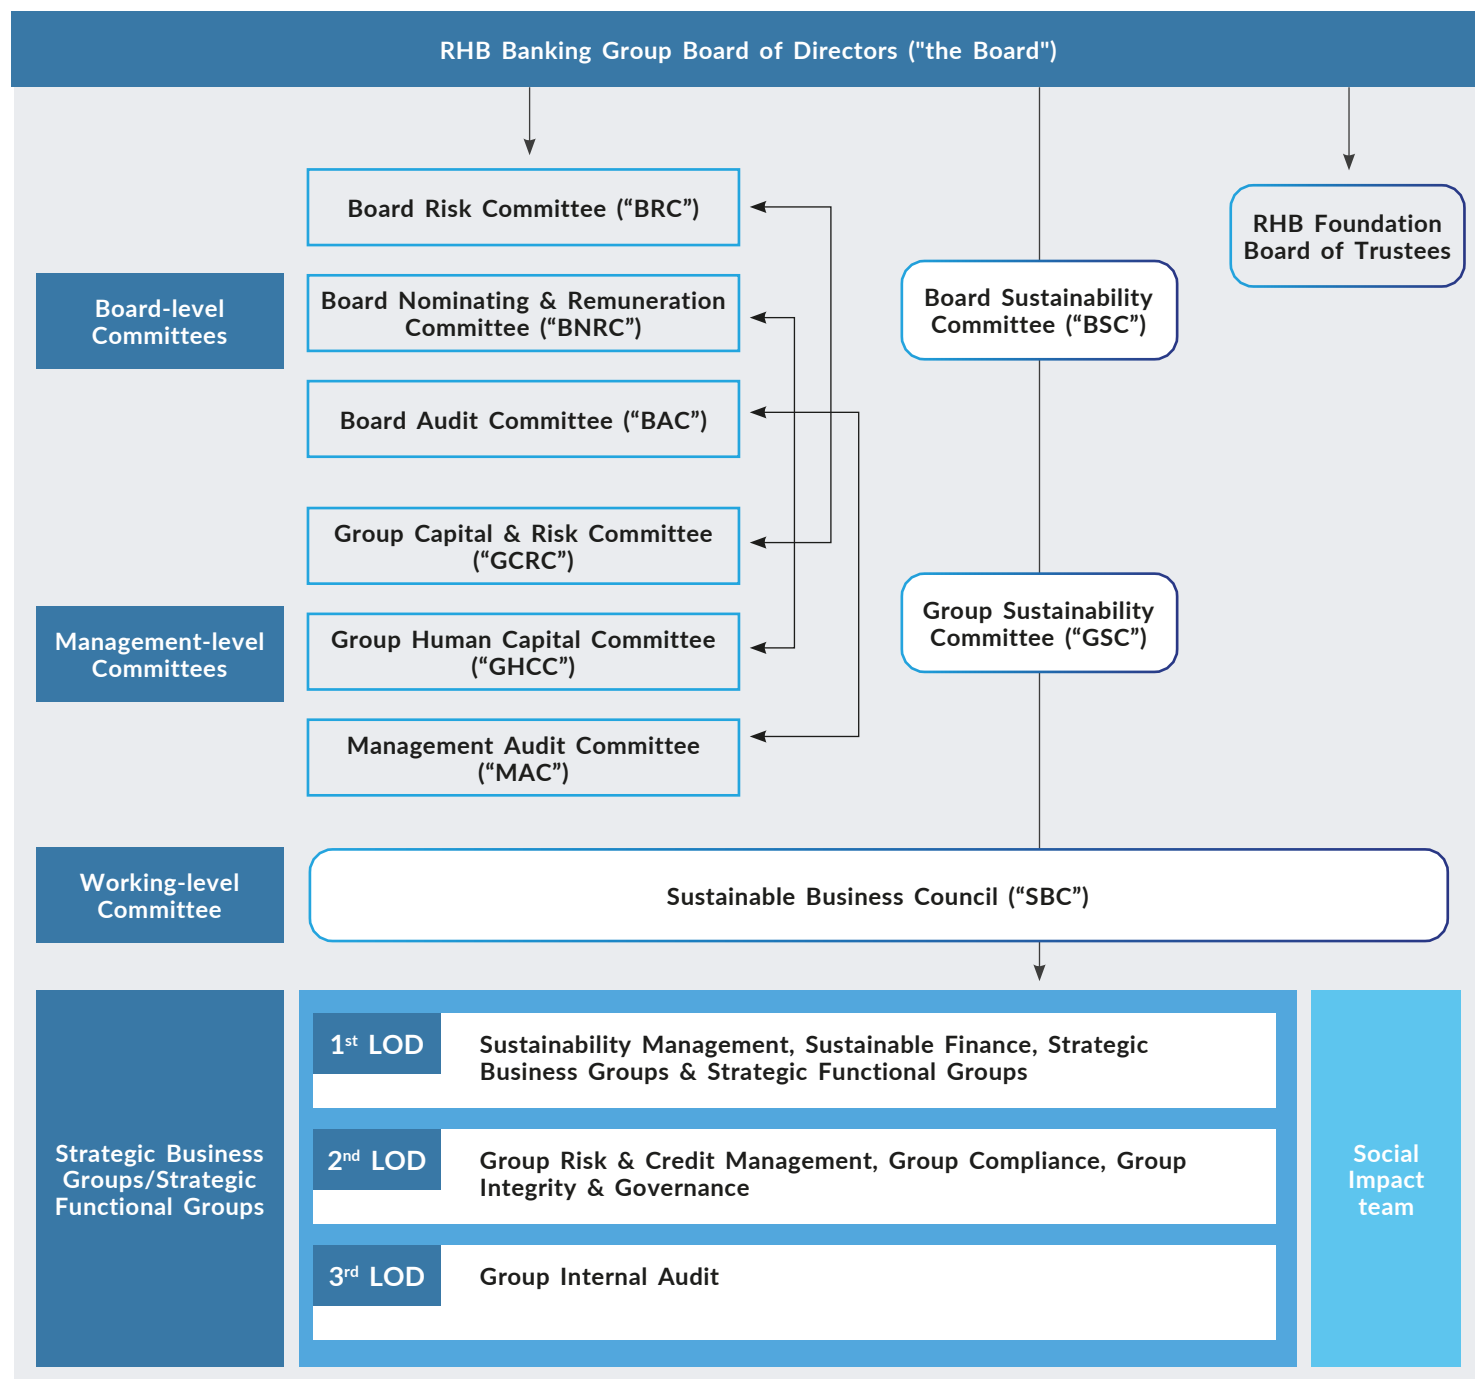 RHB Banking Group Board of Directors ("the Board")
Board Risk Committee (“BRC”)
RHB Foundation
Board of Trustees
Board-level
Committees
Board Nominating & Remuneration
Committee (“BNRC”)
Board Sustainability
Committee (“BSC”)
Board Audit Committee (“BAC”)
Group Capital & Risk Committee
(“GCRC”)
Management-level
Committees
Group Human Capital Committee
(“GHCC”)
Group Sustainability
Committee (“GSC”)
Management Audit Committee
(“MAC”)
Working-level
Committee
Sustainable Business Council (“SBC”)
Strategic Business
Groups/Strategic
Functional Groups
1st LOD
Sustainability Management, Sustainable Finance, Strategic
Business Groups & Strategic Functional Groups
2nd LOD
Group Risk & Credit Management, Group Compliance, Group
Integrity & Governance
3rd LOD
Group Internal Audit
Social
Impact
team